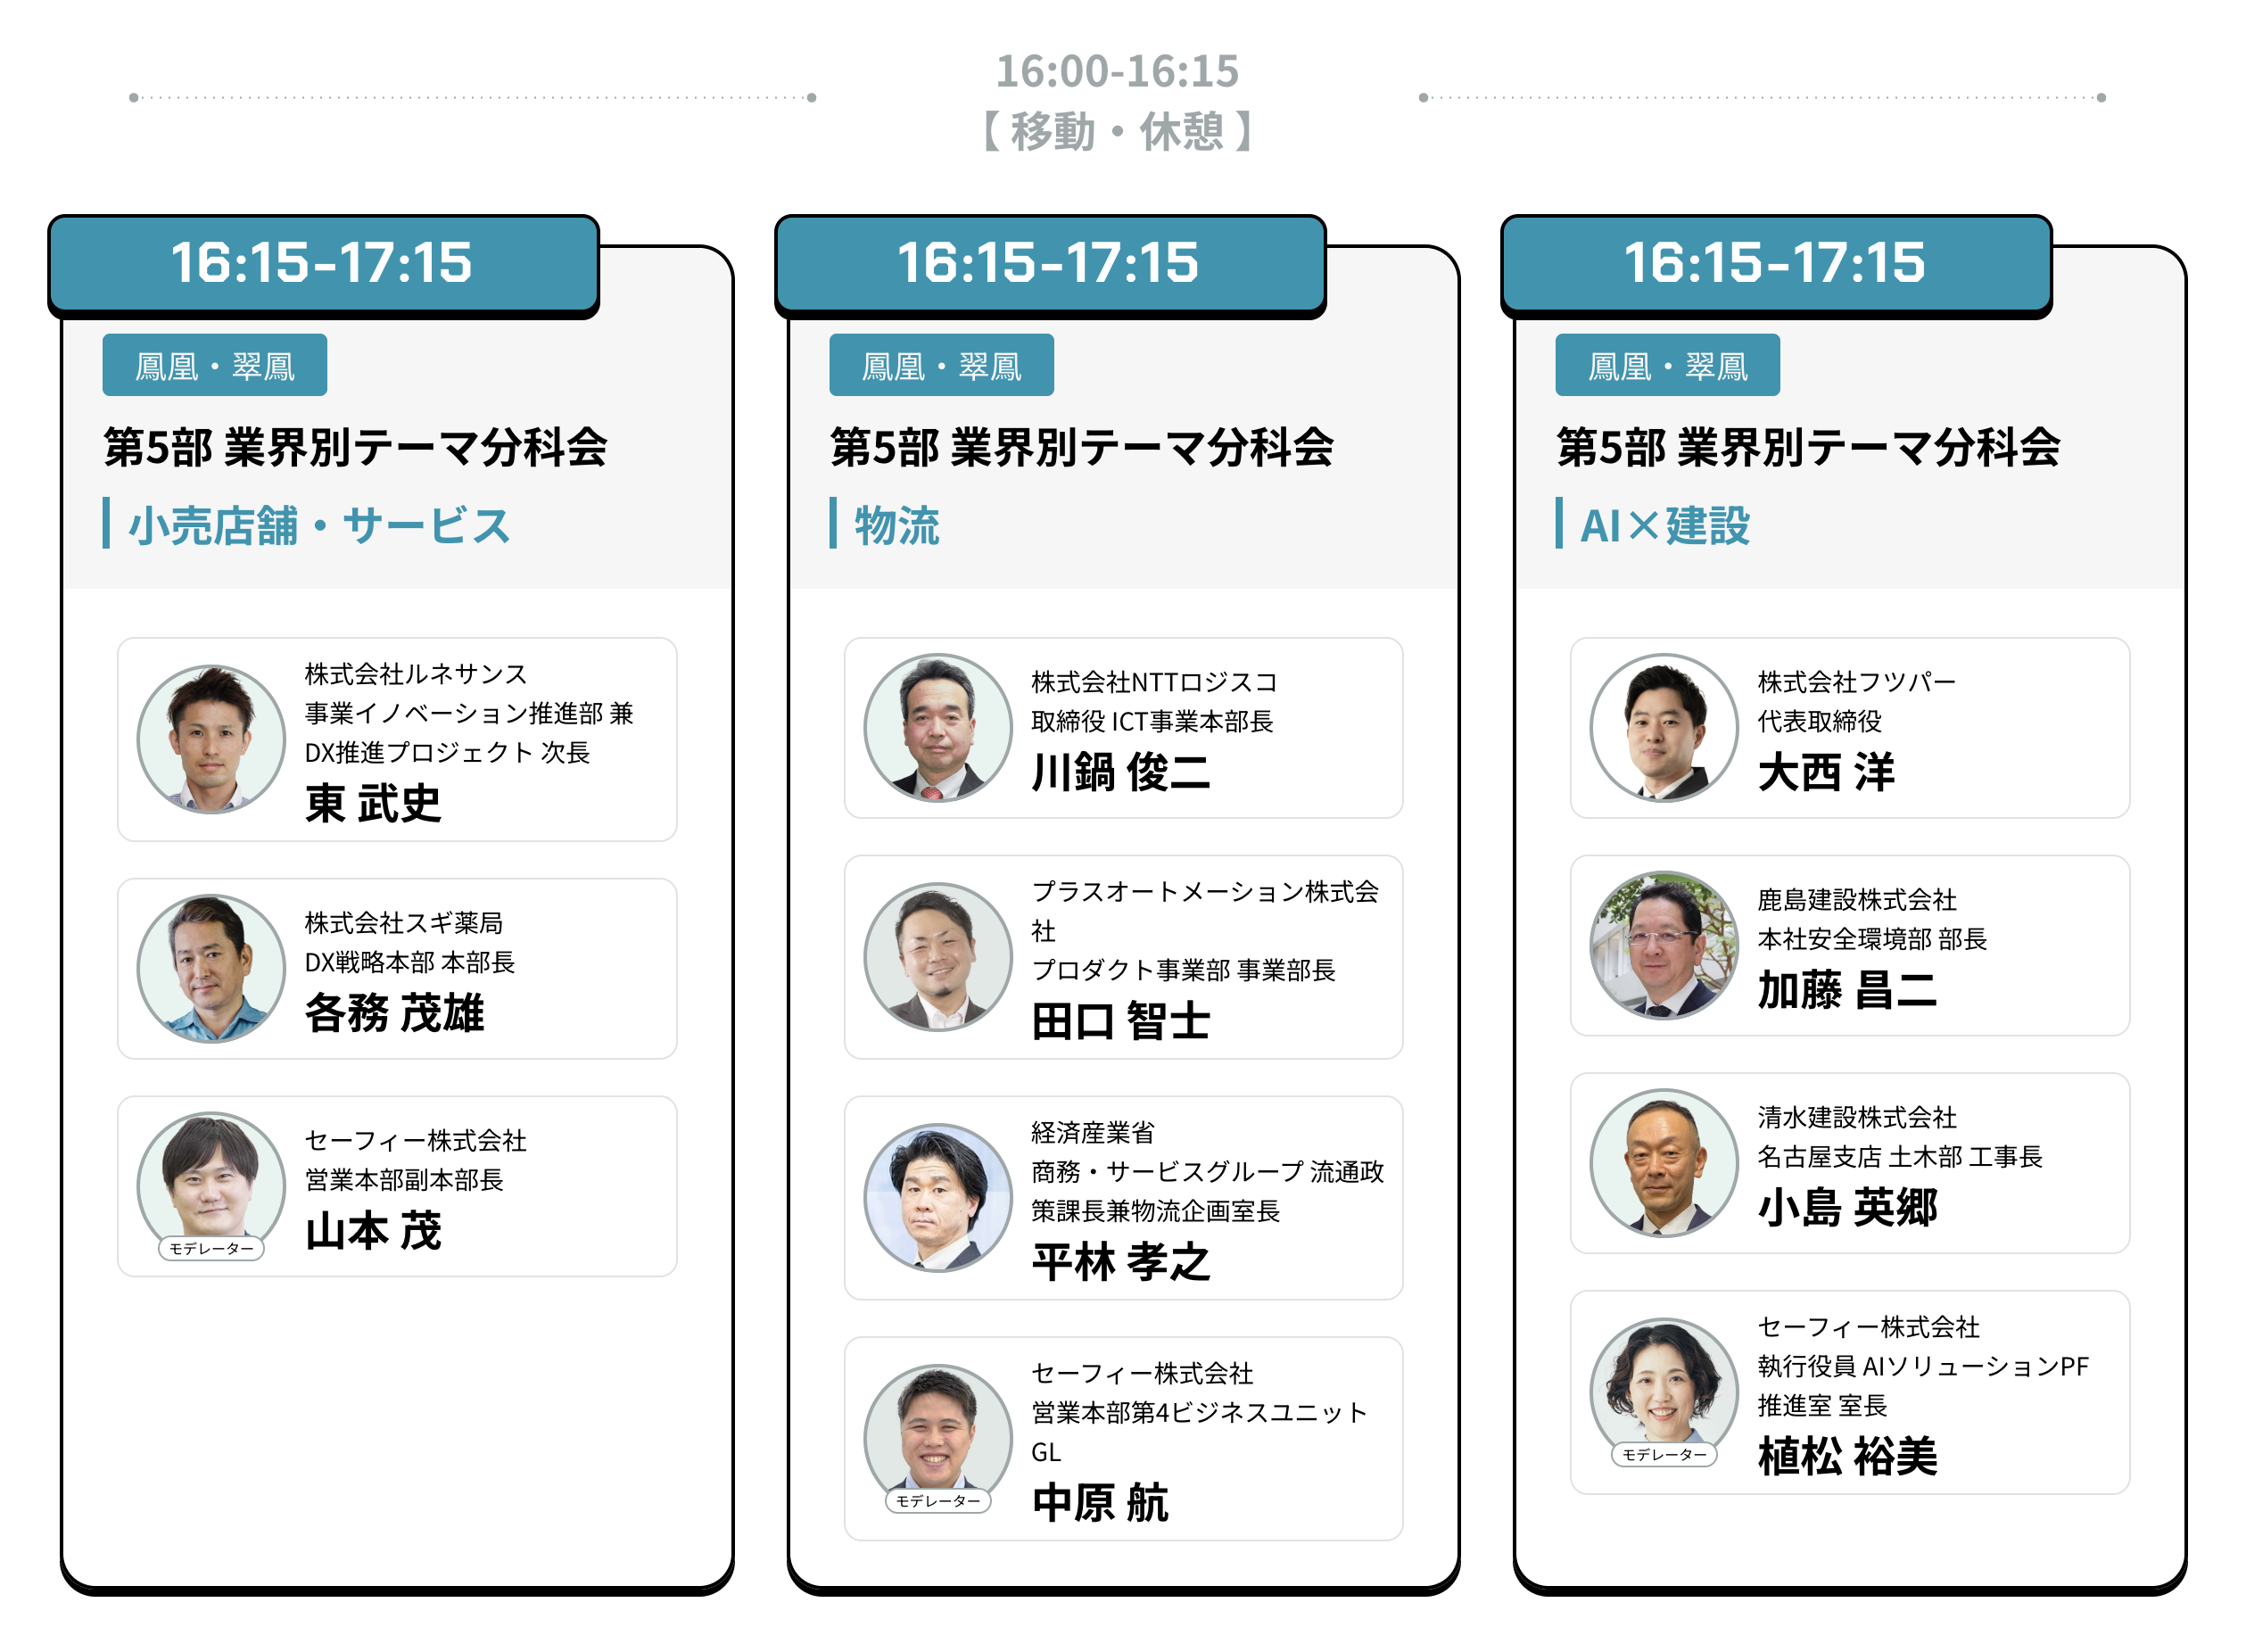 16:00-16:15
【 移動・休憩 】
16:15-17:15
鳳凰・翠鳳
第5部 業界別テーマ分科会
小売店舗・サービス
株式会社ルネサンス
事業イノベーション推進部 兼
DX推進プロジェクト 次長
東 武史
株式会社スギ薬局
DX戦略本部 本部長
各務 茂雄
セーフィー株式会社
営業本部副本部長
山本 茂
モデレーター
16:15-17:15
鳳凰・翠鳳
第5部 業界別テーマ分科会
物流
株式会社NTTロジスコ
取締役 ICT事業本部長
川鍋 俊二
プラスオートメーション株式会
社
プロダクト事業部 事業部長
田口 智士
経済産業省
商務・サービスグループ 流通政
策課長兼物流企画室長
平林 孝之
セーフィー株式会社
営業本部第4ビジネスユニット
GL
中原 航
モデレーター
16:15-17:15
鳳凰・翠鳳
第5部 業界別テーマ分科会
AI×建設
株式会社フツパー
代表取締役
大西 洋
鹿島建設株式会社
本社安全環境部 部長
加藤 昌二
清水建設株式会社
名古屋支店 土木部 工事長
小島 英郷
セーフィー株式会社
執行役員 AIソリューションPF
推進室 室長
植松 裕美
モデレーター